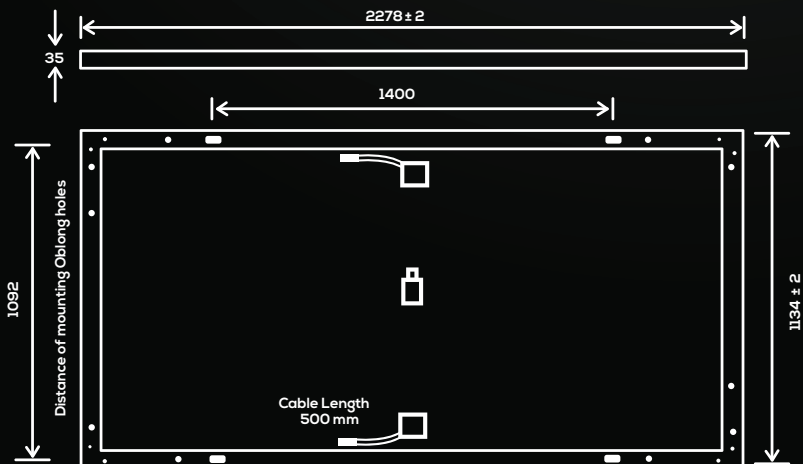 2278 ± 2
35
1400
1092
Distance of mounting Oblong holes
1134 ± 2
Cable Length
500 mm